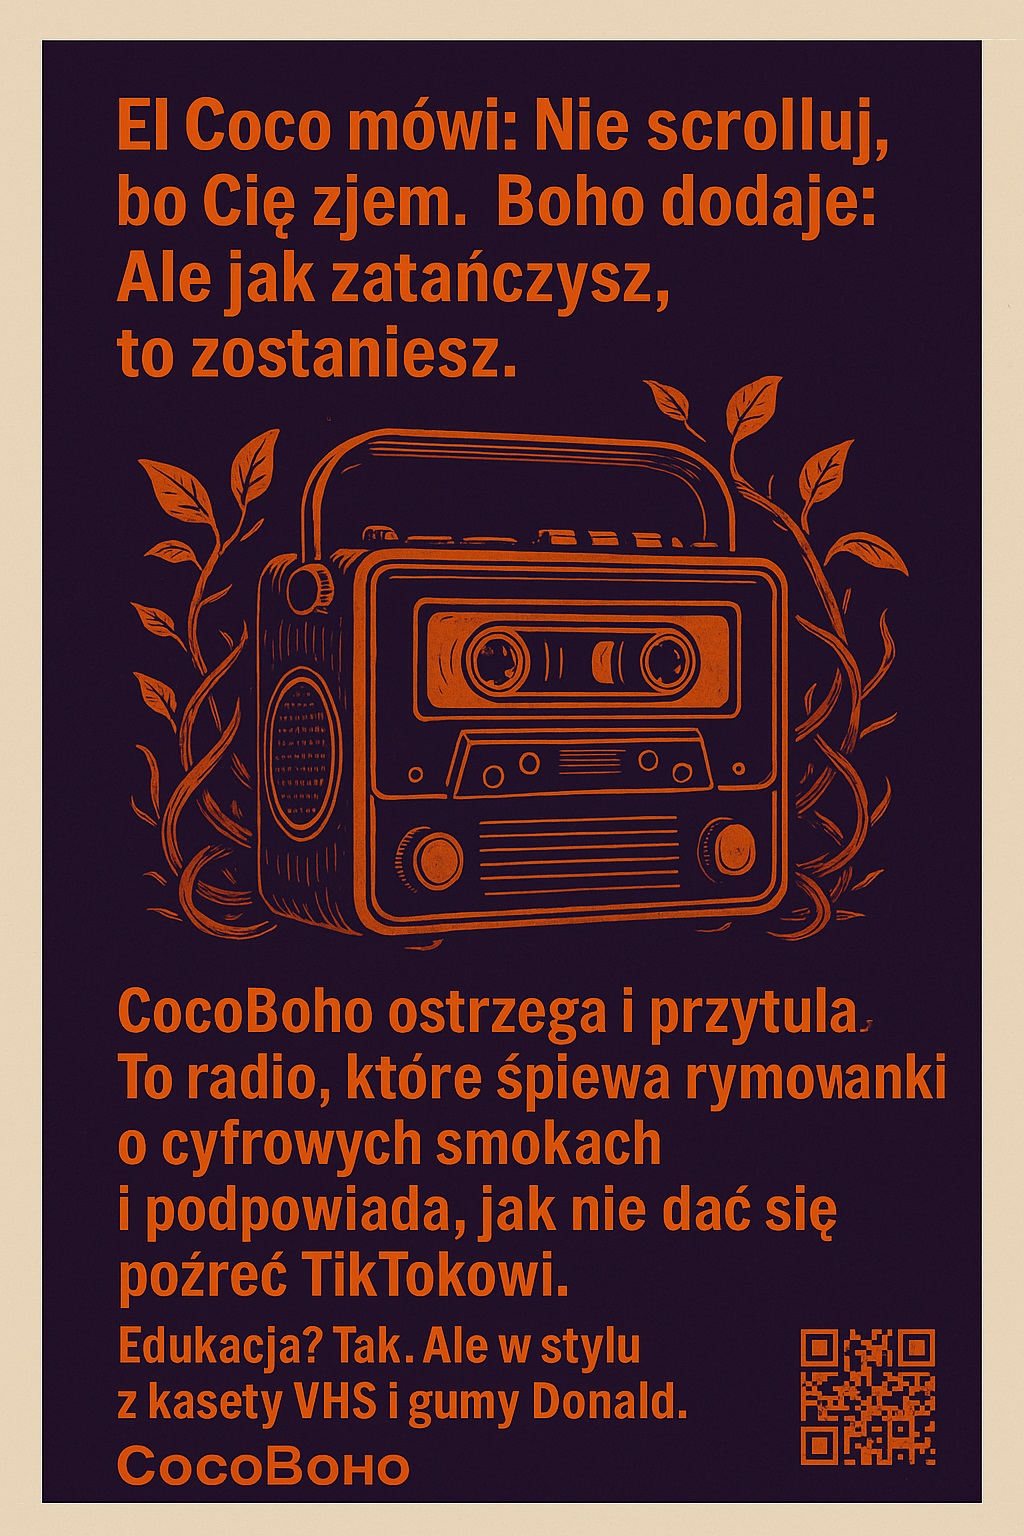 El Coco mówi: Nie scrolluj,
bo Cię zjem. Boho dodaje:
Ale jak zatańczysz,
to zostaniesz.
CocoBoho ostrzega i przytula.
To radio, które śpiewa rymowanki
o cyfrowych smokach
i podpowiada, jak nie dać się
poźreć TikTokowi.
Edukacja? Tak. Ale w stylu
z kasety VHS i gumy Donald.
CocoBoho